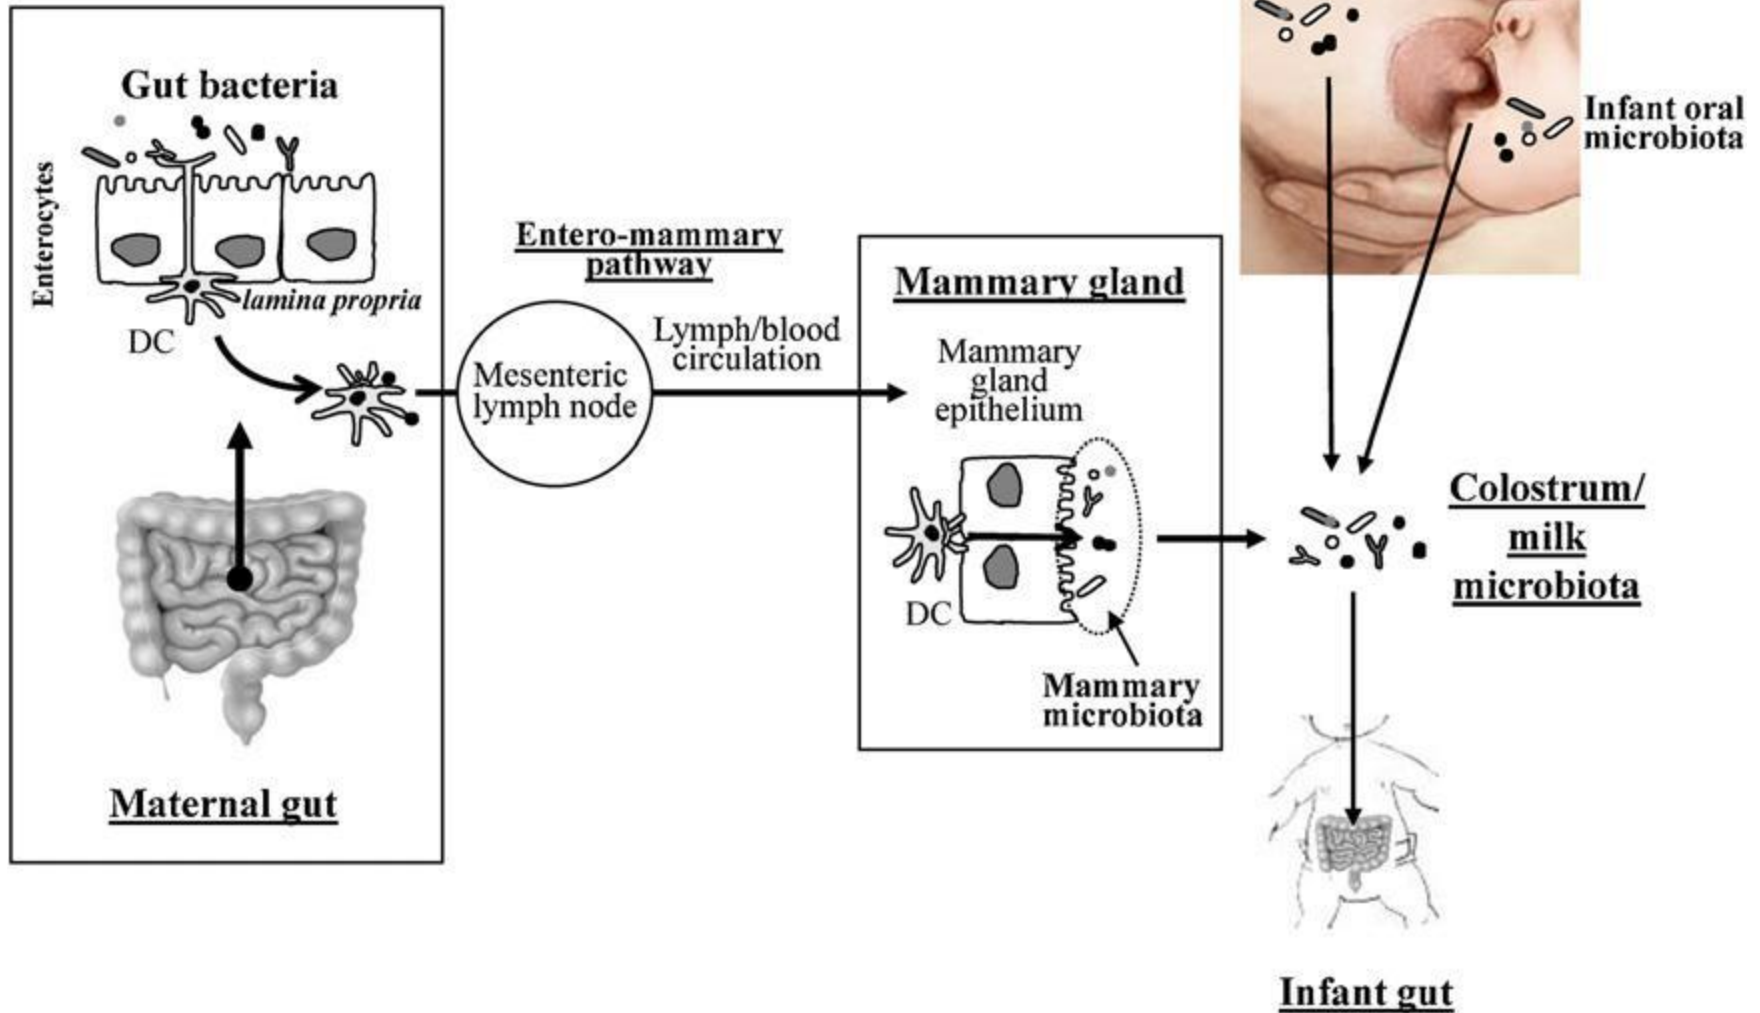 Gut bacteria
Enterocytes
lamina propria
DC
Maternal gut
Entero-mammary
pathway
Mesenteric
lymph node
Lymph/blood
circulation
Mammary gland
Mammary
gland
epithelium
DC
Mammary
microbiota
Infant oral
microbiota
Colostrum/
milk
microbiota
Infant gut